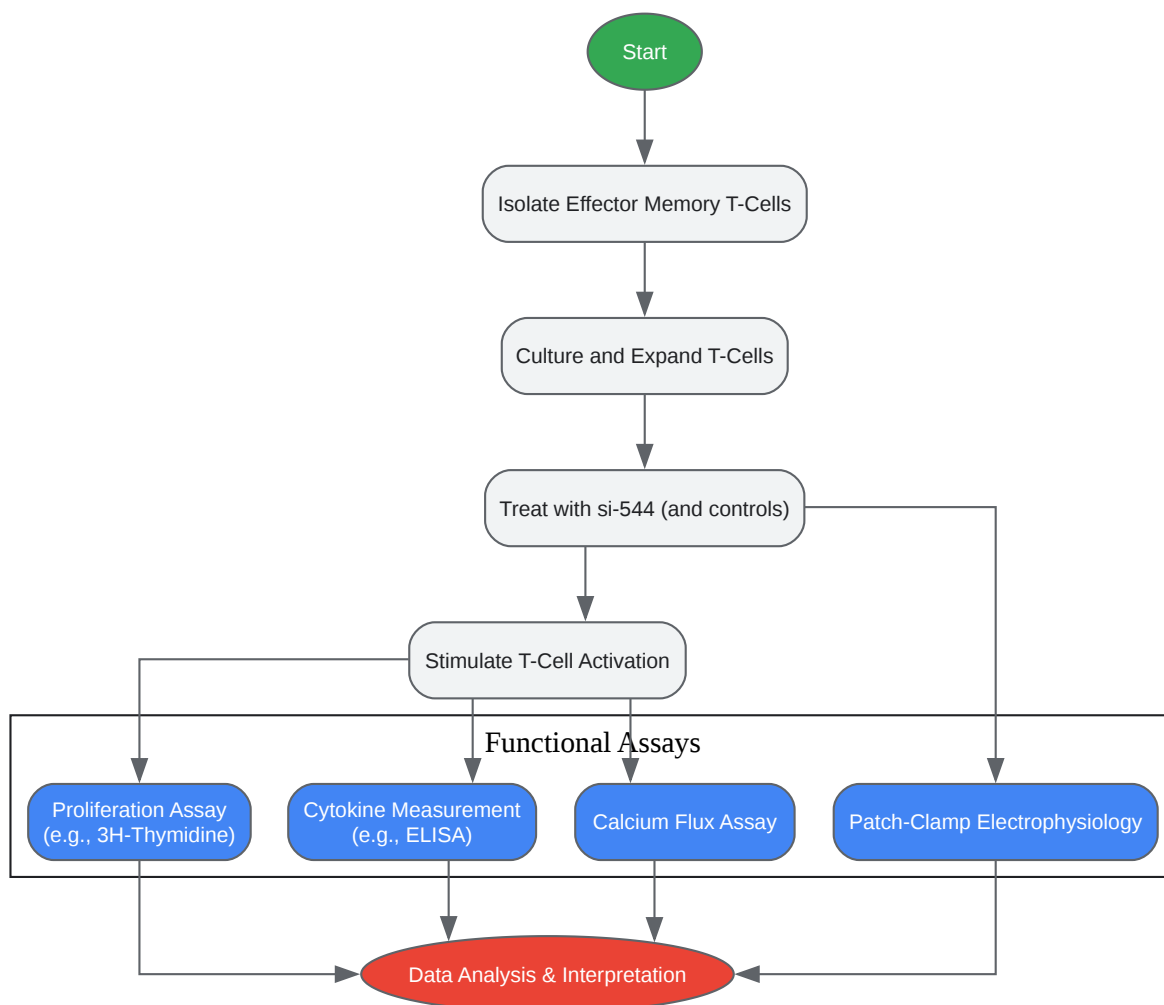 Start
Isolate Effector Memory T-Cells
Culture and Expand T-Cells
Treat with si-544 (and controls)
Stimulate T-Cell Activation
Functional Assays
Proliferation Assay
(e.g., 3H-Thymidine)
Cytokine Measurement
(e.g., ELISA)
Calcium Flux Assay
Patch-Clamp Electrophysiology
Data Analysis & Interpretation